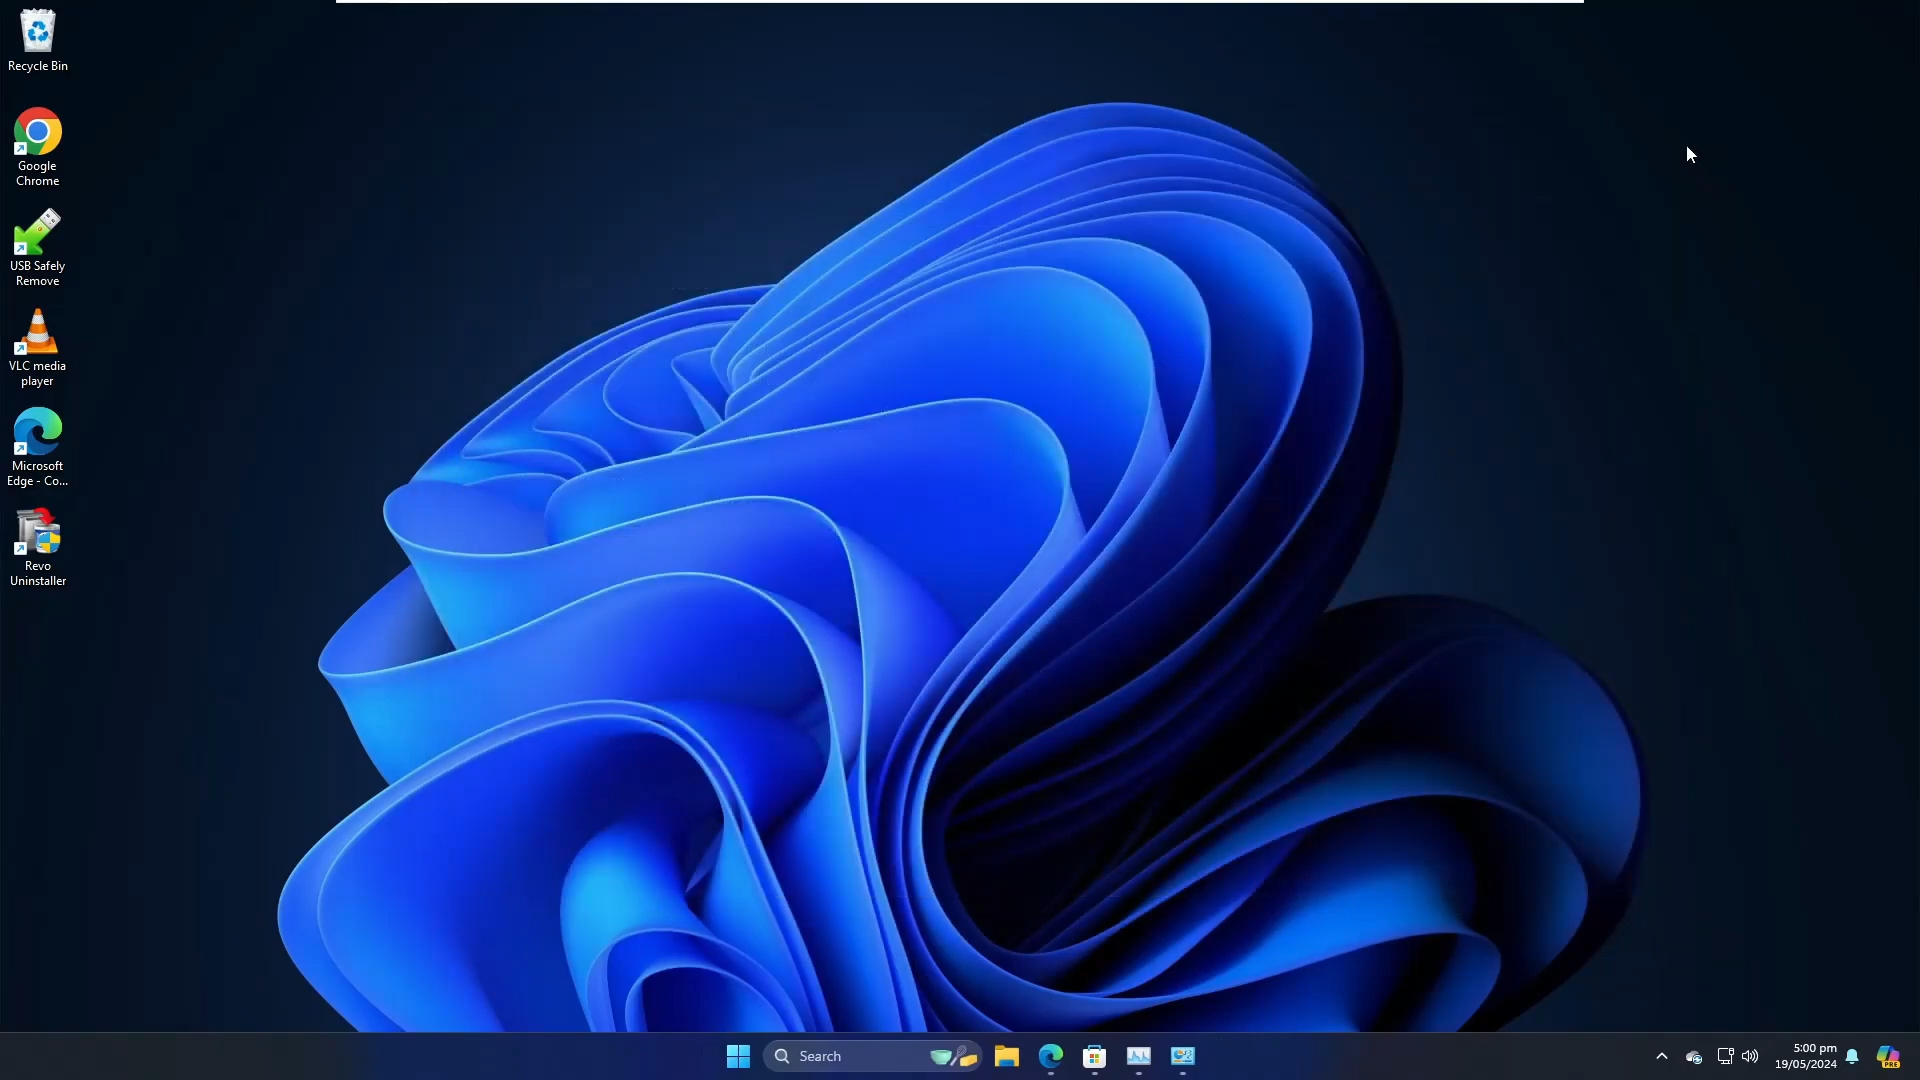 Recycle Bin
Google
Chrome
USB Safely
Remove
VLC media
player
Microsoft
Edge - Co...
Revo
Uninstaller
Search
5:00 pm
19/05/2024
PRE